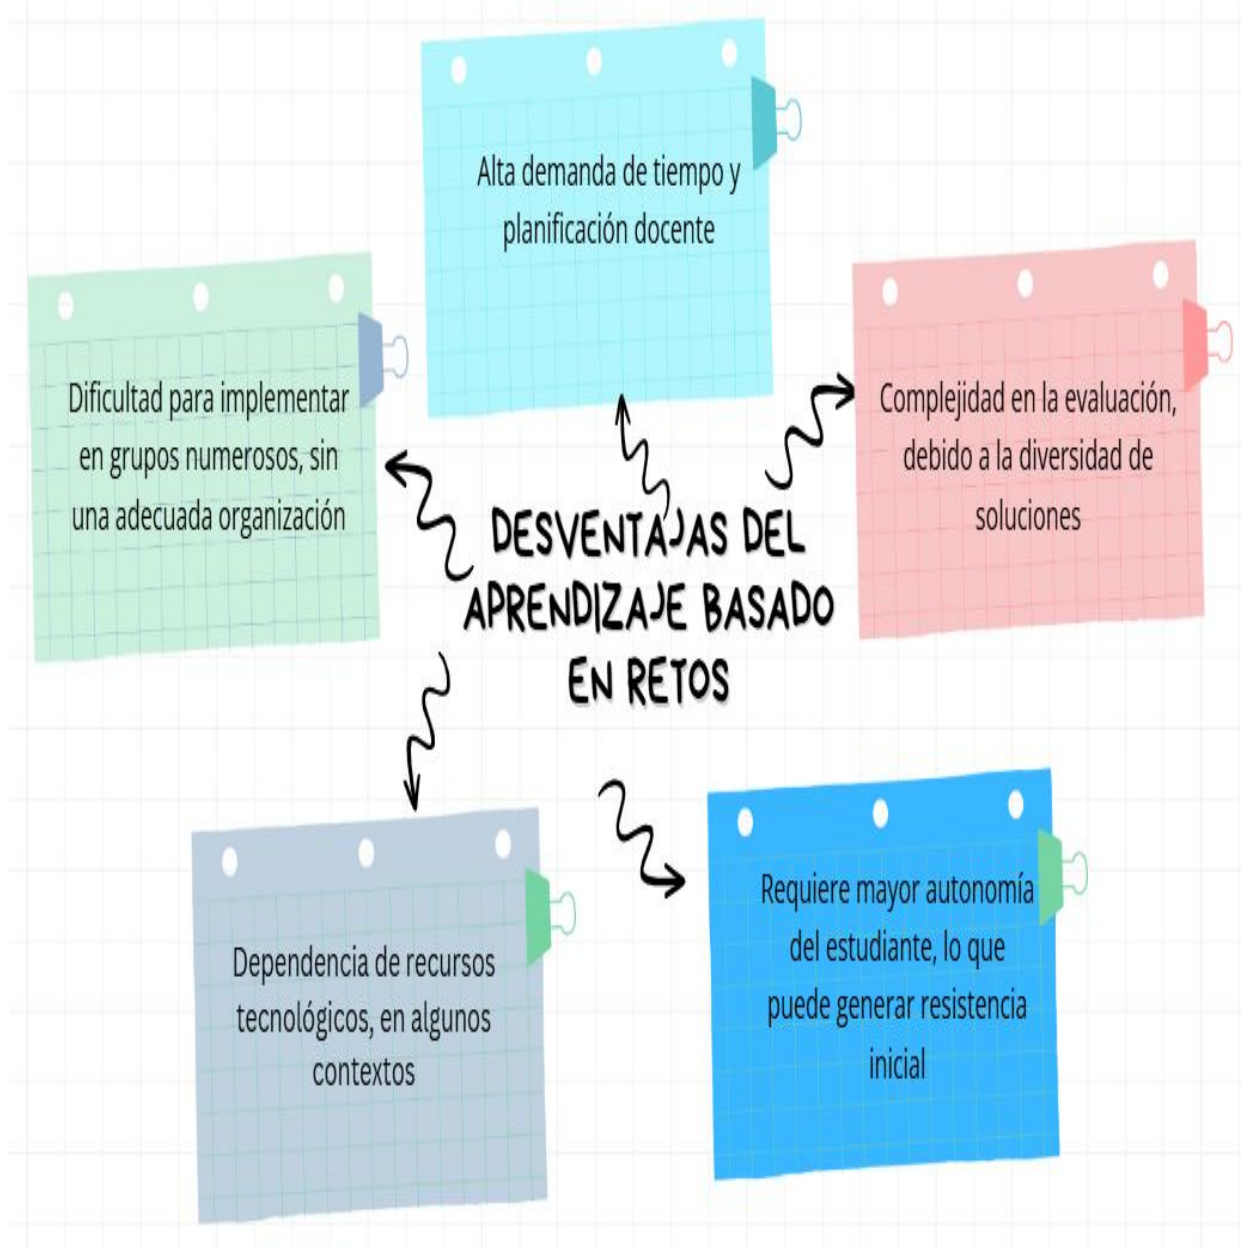 Alta demanda de tiempo y
planificación docente
Dificultad para implementar
en grupos numerosos, sin
una adecuada organización
Complejidad en la evaluación,
debido a la diversidad de
soluciones
DESVENTAJAS DEL
APRENDIZAJE BASADO
EN RETOS
Dependencia de recursos
tecnológicos, en algunos
contextos
Requiere mayor autonomía
del estudiante, lo que
puede generar resistencia
inicial